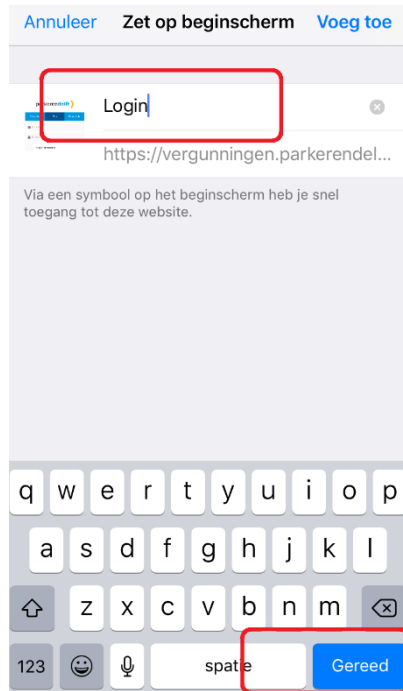 Annuleer Zet op beginscherm Voeg toe
parkerendelft
Login
https://vergunningen.parkerendel...
Via een symbool op het beginscherm heb je snel
toegang tot deze website.
q w e r t y u i o p
a s d f g h j k l
z x c v b n m
123 spatie Gereed